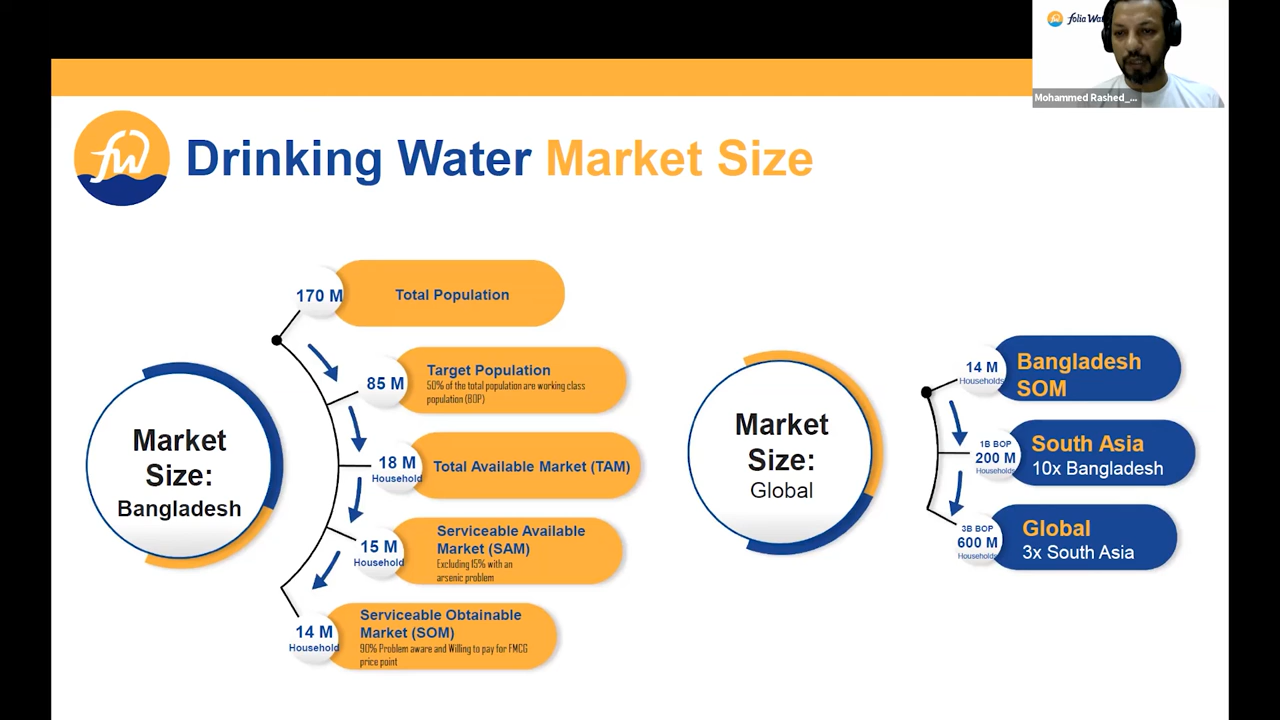 folia Wat
Mohammed Rashed_...
fw
Drinking Water Market Size
170 M
Total Population
85 M
Target Population
50% of the total population are working class
population (BOP)
18 M
Household
Total Available Market (TAM)
15 M
Household
Serviceable Available
Market (SAM)
Excluding 15% with an
arsenic problem
14 M
Household
Serviceable Obtainable
Market (SOM)
90% Problem aware and Willing to pay for FMCG
price point
Market
Size:
Bangladesh
Market
Size:
Global
14 M
Households
Bangladesh
SOM
1B BOP
200 M
Households
South Asia
10x Bangladesh
3B BOP
600 M
Households
Global
3x South Asia